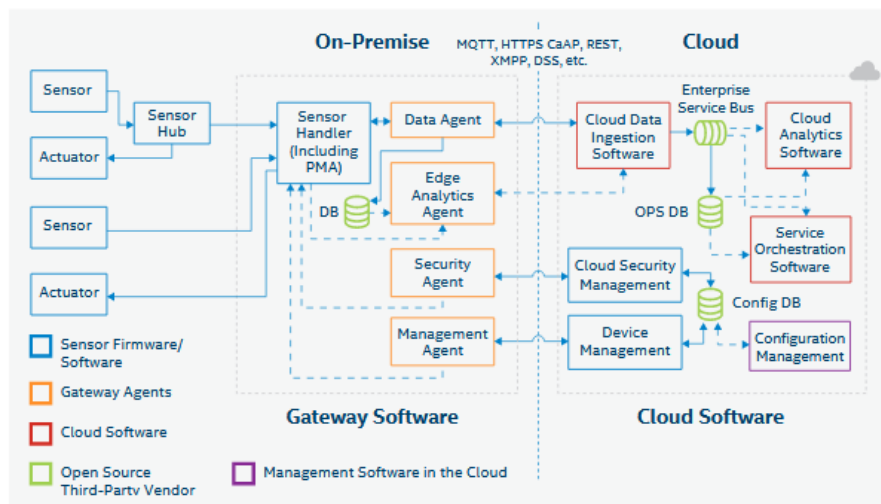 On-Premise
MQTT, HTTPS CaAP, REST,
XMPP, DSS, etc.
Cloud
Sensor
Sensor
Hub
Actuator
Sensor
Actuator
Sensor
Handler
(Including
PMA)
Data Agent
DB
Edge
Analytics
Agent
Security
Agent
Management
Agent
Cloud Data
Ingestion
Software
Enterprise
Service Bus
Cloud
Analytics
Software
OPS DB
Service
Orchestration
Software
Cloud Security
Management
Config DB
Device
Management
Configuration
Management
Gateway Software
Cloud Software
Sensor Firmware/
Software
Gateway Agents
Cloud Software
Open Source
Third-Party Vendor
Management Software in the Cloud